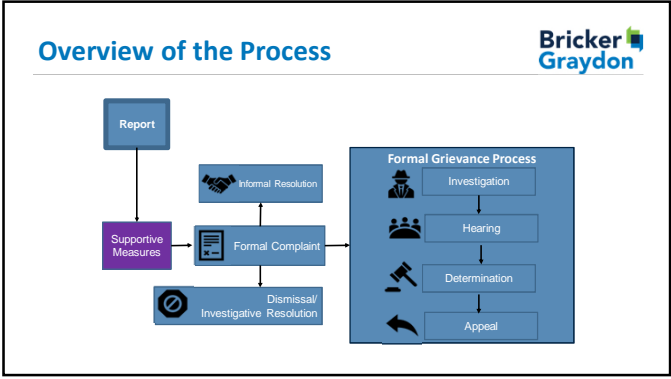 Overview of the Process
Bricker
Graydon
Report
Formal Grievance Process
Informal Resolution
Investigation
Supportive
Measures
Formal Complaint
Hearing
Dismissal/
Investigative Resolution
Determination
Appeal